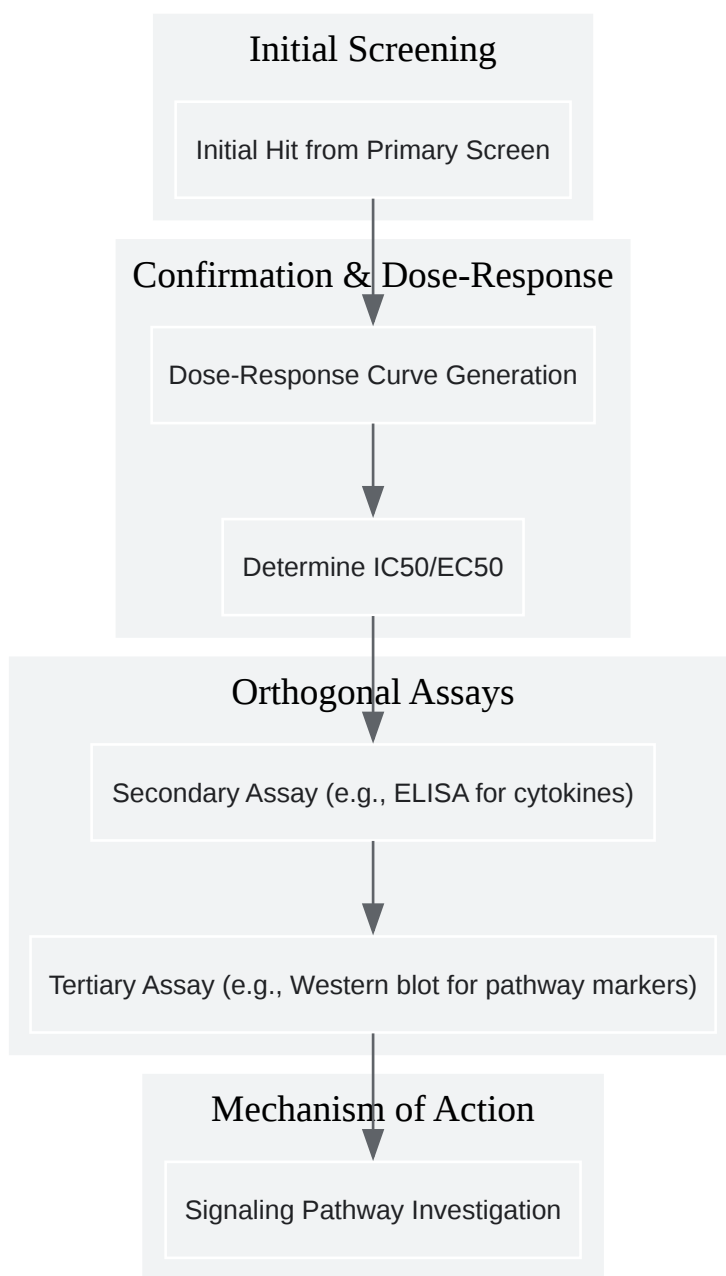 Initial Screening
Initial Hit from Primary Screen
Confirmation & Dose-Response
Dose-Response Curve Generation
Determine IC50/EC50
Orthogonal Assays
Secondary Assay (e.g., ELISA for cytokines)
Tertiary Assay (e.g., Western blot for pathway markers)
Mechanism of Action
Signaling Pathway Investigation